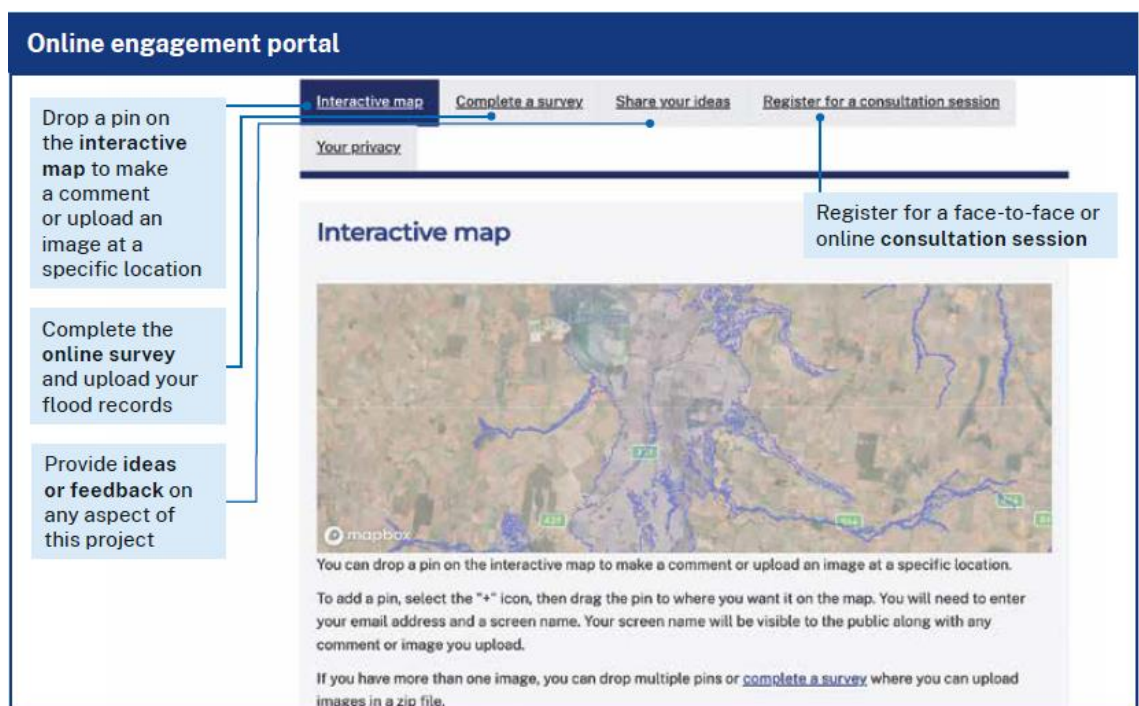 Online engagement portal
Drop a pin on
the interactive
map to make
a comment
or upload an
image at a
specific location
Complete the
online survey
and upload your
flood records
Provide ideas
or feedback on
any aspect of
this project
Interactive map Complete a survey Share your ideas Register for a consultation session
Your privacy
Register for a face-to-face or
online consultation session
Interactive map
mapbox
You can drop a pin on the interactive map to make a comment or upload an image at a specific location.
To add a pin, select the "+" icon, then drag the pin to where you want it on the map. You will need to enter
your email address and a screen name. Your screen name will be visible to the public along with any
comment or image you upload.
If you have more than one image, you can drop multiple pins or complete a survey where you can upload
images in a zip file.